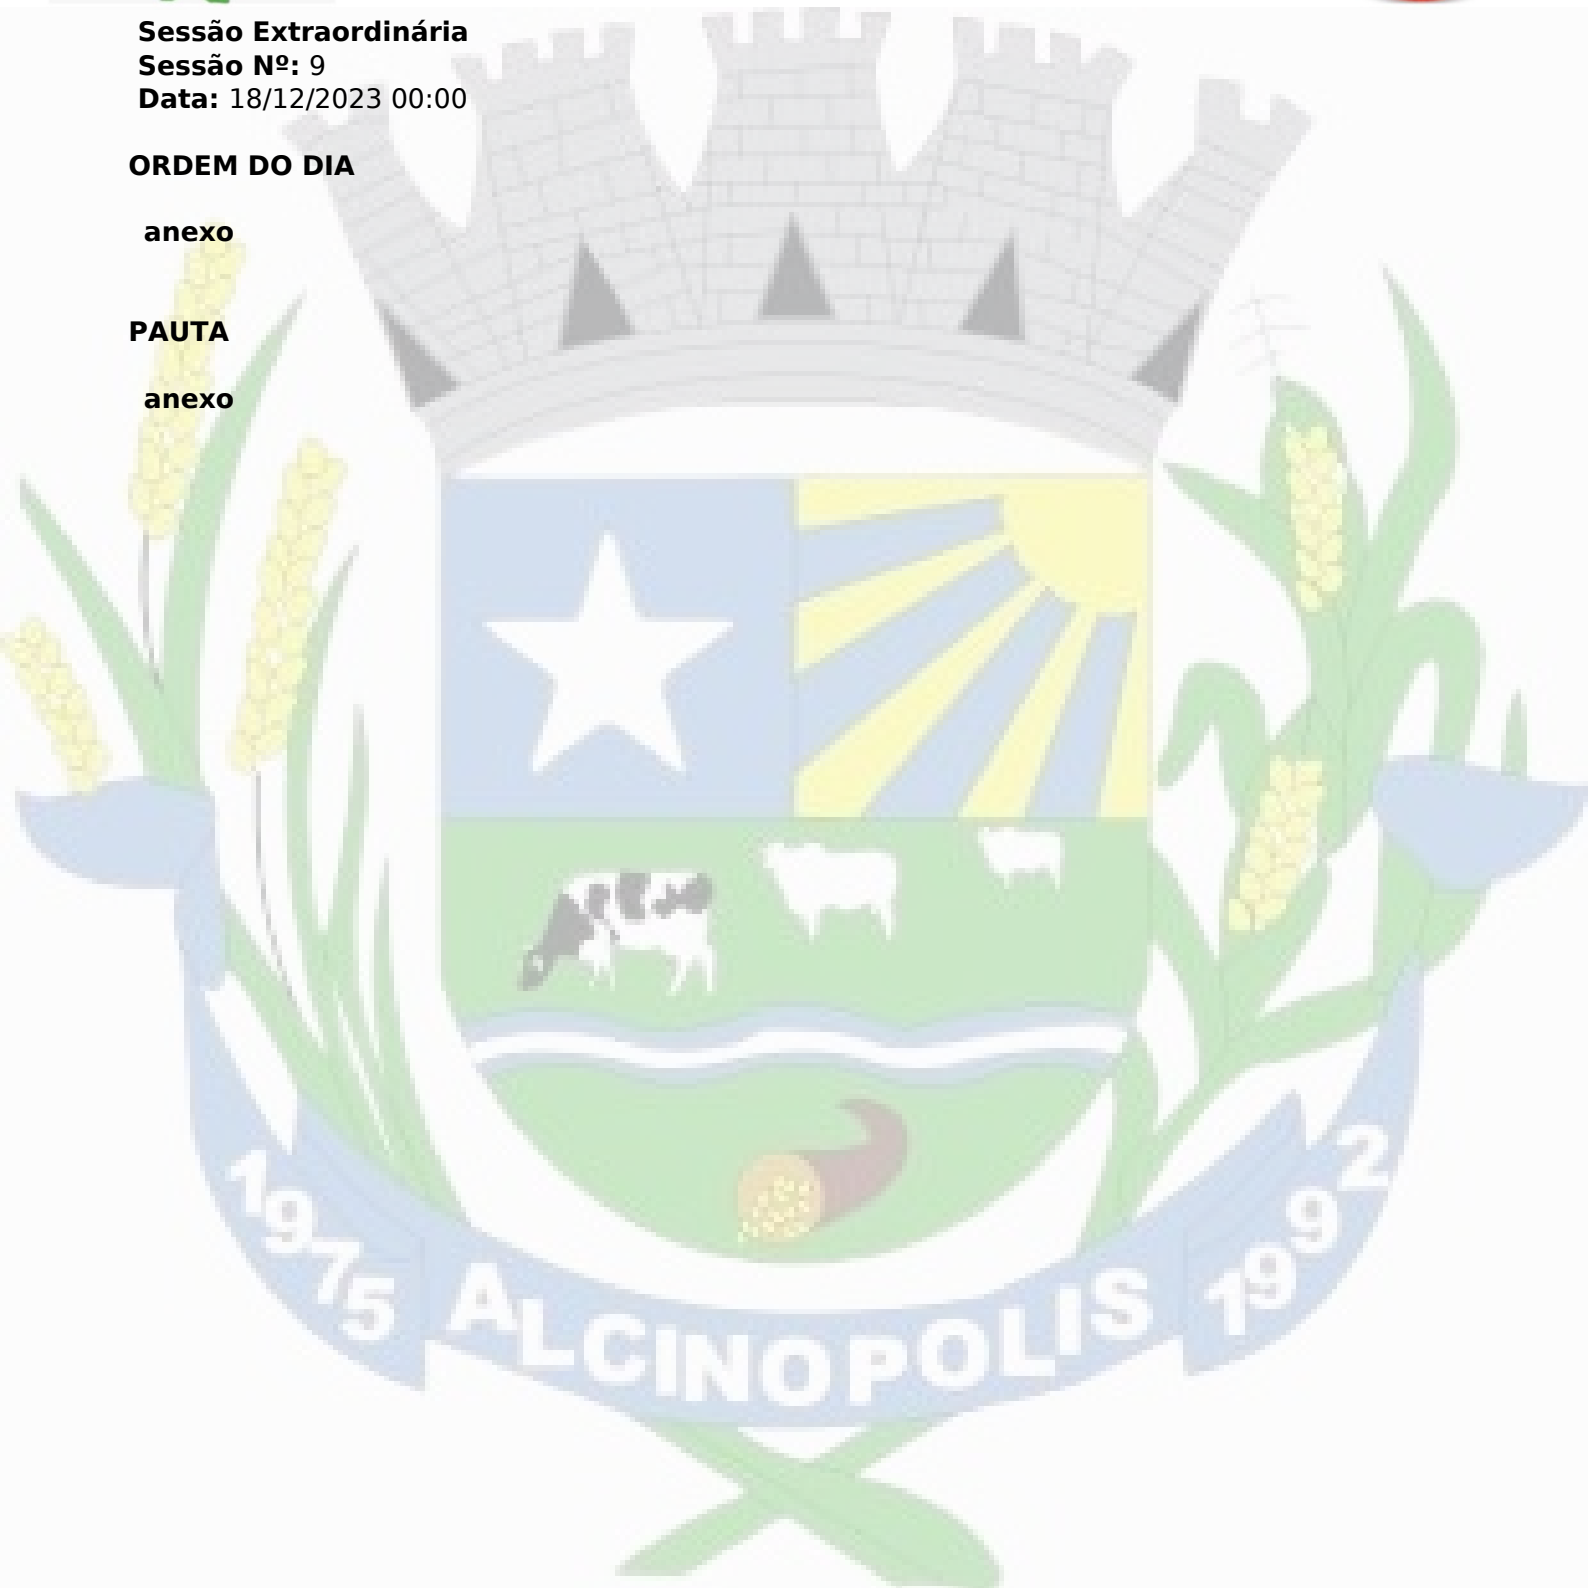 Sessão Extraordinária
Sessão Nº: 9
Data: 18/12/2023 00:00
ORDEM DO DIA
anexo
PAUTA
anexo
1975 ALCINOPOLIS 1992